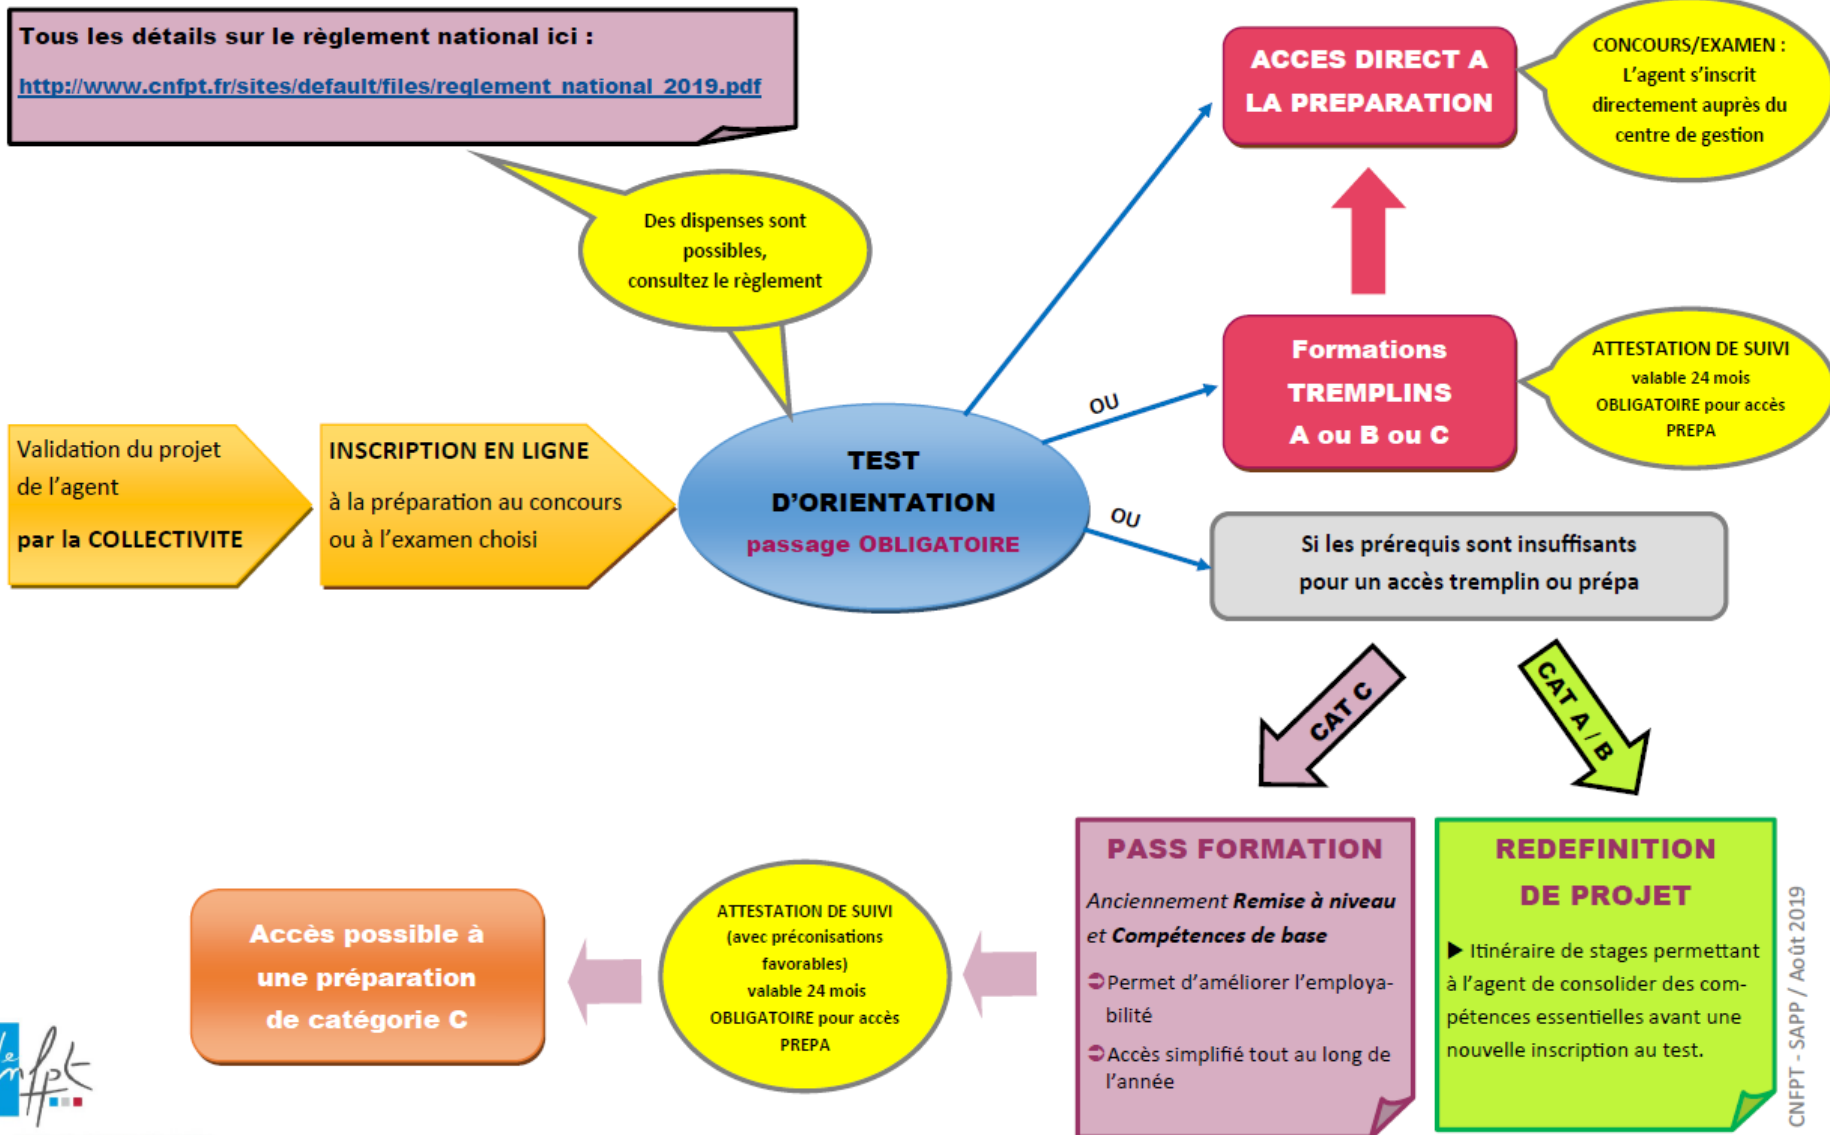 Tous les détails sur le règlement national ici :
http://www.cnfpt.fr/sites/default/files/reglement_national_2019.pdf
Des dispenses sont
possibles,
consultez le règlement
ACCES DIRECT A
LA PREPARATION
CONCOURS/EXAMEN :
L'agent s'inscrit
directement auprès du
centre de gestion
Formations
TREMPLINS
A ou B ou C
ATTESTATION DE SUIVI
valable 24 mois
OBLIGATOIRE pour accès
PREPA
Validation du projet
de l'agent
par la COLLECTIVITE
INSCRIPTION EN LIGNE
à la préparation au concours
ou à l'examen choisi
TEST
D'ORIENTATION
passage OBLIGATOIRE
OU
OU
Si les prérequis sont insuffisants
pour un accès tremplin ou prépa
CAT C
CAT A / B
PASS FORMATION
Anciennement Remise à niveau
et Compétences de base
➲Permet d'améliorer l'employa-
bilité
➲Accès simplifié tout au long de
l'année
REDEFINITION
DE PROJET
► Itinéraire de stages permettant
à l'agent de consolider des com-
pétences essentielles avant une
nouvelle inscription au test.
ATTESTATION DE SUIVI
(avec préconisations
favorables)
valable 24 mois
OBLIGATOIRE pour accès
PREPA
Accès possible à
une préparation
de catégorie C
cnfpt
CNFPT - SAPP / Août 2019